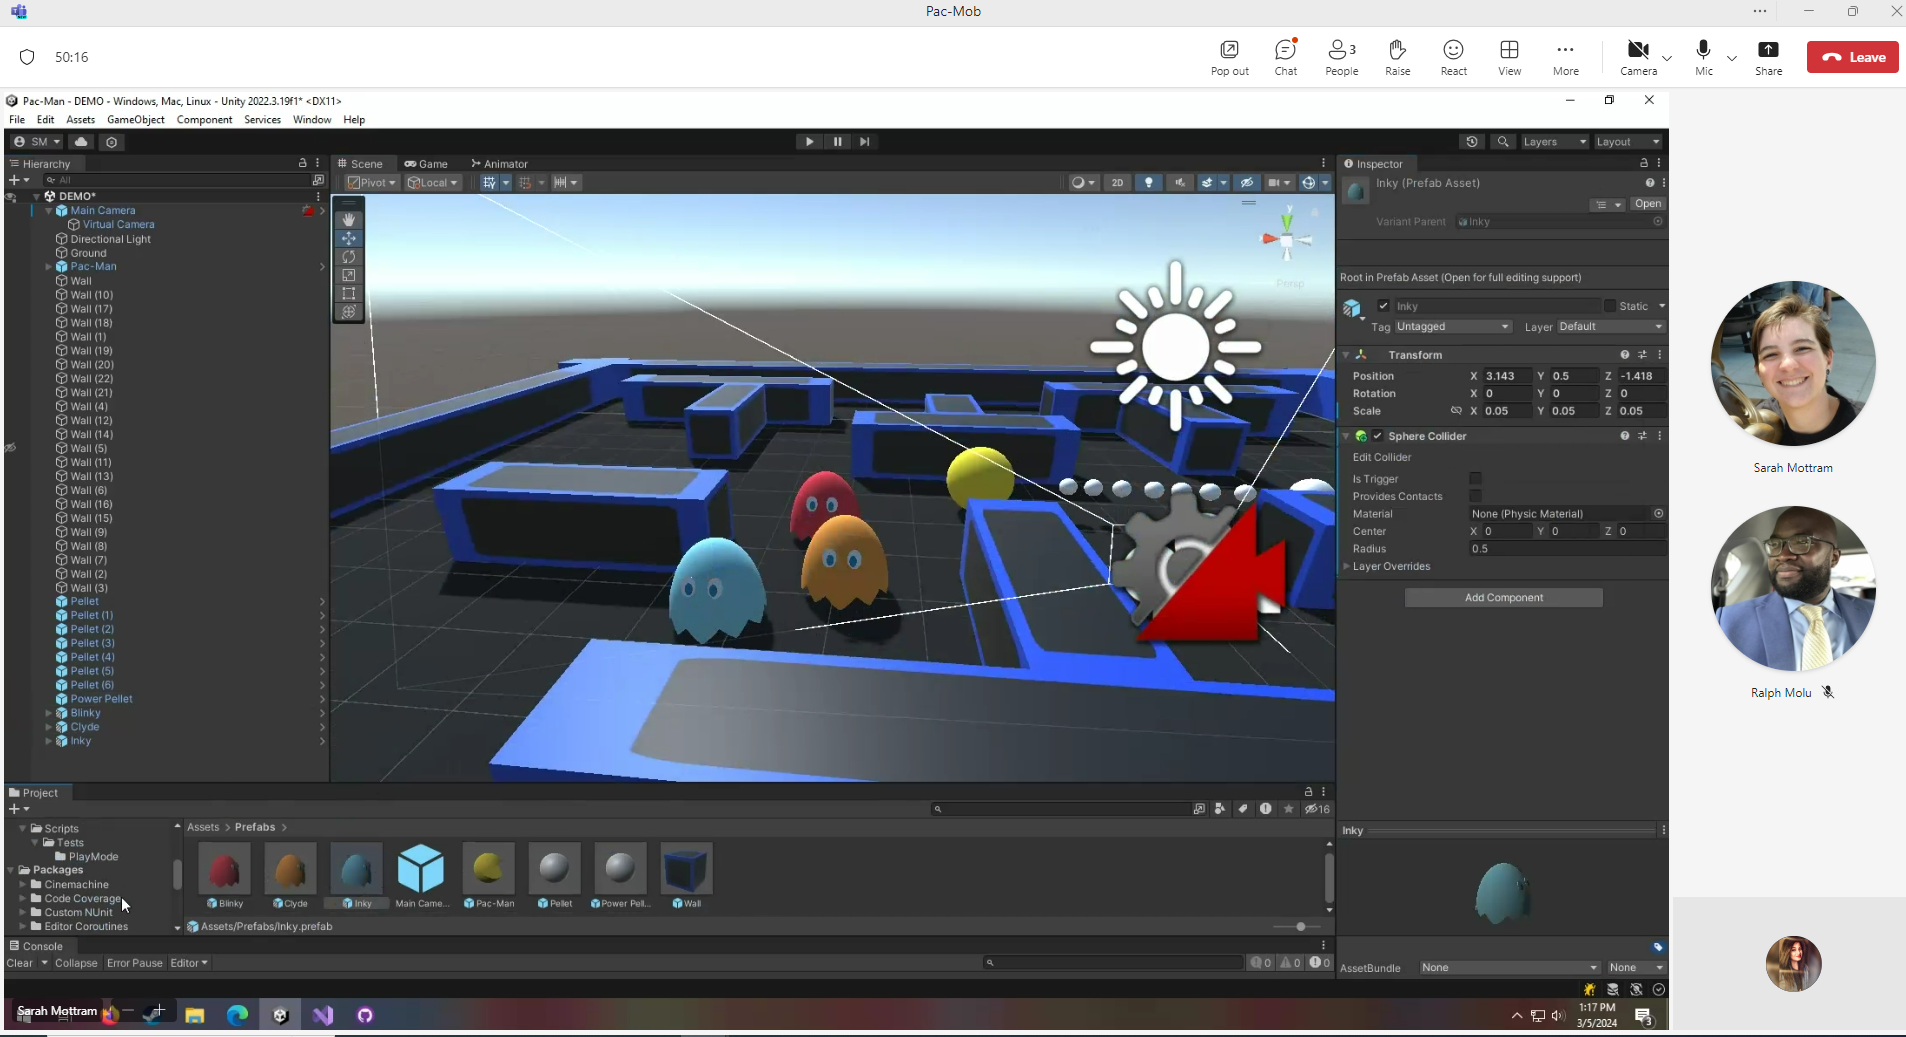 Pac-Mob
50:16
Pop out
Chat
3
People
Raise
React
View
More
Camera
Mic
Share
Leave
Pac-Man - DEMO - Windows, Mac, Linux - Unity 2022.3.19f1* <DX11>
File Edit Assets GameObject Component Services Window Help
SM
Layers
Layout
Hierarchy
Scene
Game
Animator
Inspector
All
Pivot
Local
2D
DEMO*
Main Camera
Virtual Camera
Directional Light
Ground
Pac-Man
Wall
Wall (10)
Wall (17)
Wall (18)
Wall (1)
Wall (19)
Wall (20)
Wall (22)
Wall (21)
Wall (4)
Wall (12)
Wall (14)
Wall (5)
Wall (11)
Wall (13)
Wall (6)
Wall (16)
Wall (15)
Wall (9)
Wall (8)
Wall (7)
Wall (2)
Wall (3)
Pellet
Pellet (1)
Pellet (2)
Pellet (3)
Pellet (4)
Pellet (5)
Pellet (6)
Power Pellet
Blinky
Clyde
Inky
y
Persp
Inky (Prefab Asset)
Open
Variant Parent Inky
Root in Prefab Asset (Open for full editing support)
Inky
Static
Tag Untagged Layer Default
Transform
Position X 3.143 Y 0.5 Z -1.418
Rotation X 0 Y 0 Z 0
Scale X 0.05 Y 0.05 Z 0.05
Sphere Collider
Edit Collider
Is Trigger
Provides Contacts
Material None (Physic Material)
Center X 0 Y 0 Z 0
Radius 0.5
Layer Overrides
Add Component
Inky
AssetBundle None None
Project
16
Scripts
Tests
PlayMode
Packages
Cinemachine
Code Coverage
Custom NUnit
Editor Coroutines
Assets > Prefabs >
Blinky
Clyde
Inky
Main Came...
Pac-Man
Pellet
Power Pell...
Wall
Assets/Prefabs/Inky.prefab
Console
Clear Collapse Error Pause Editor
0 0 0
Sarah Mottram
1:17 PM
3/5/2024
3
Sarah Mottram
Ralph Molu